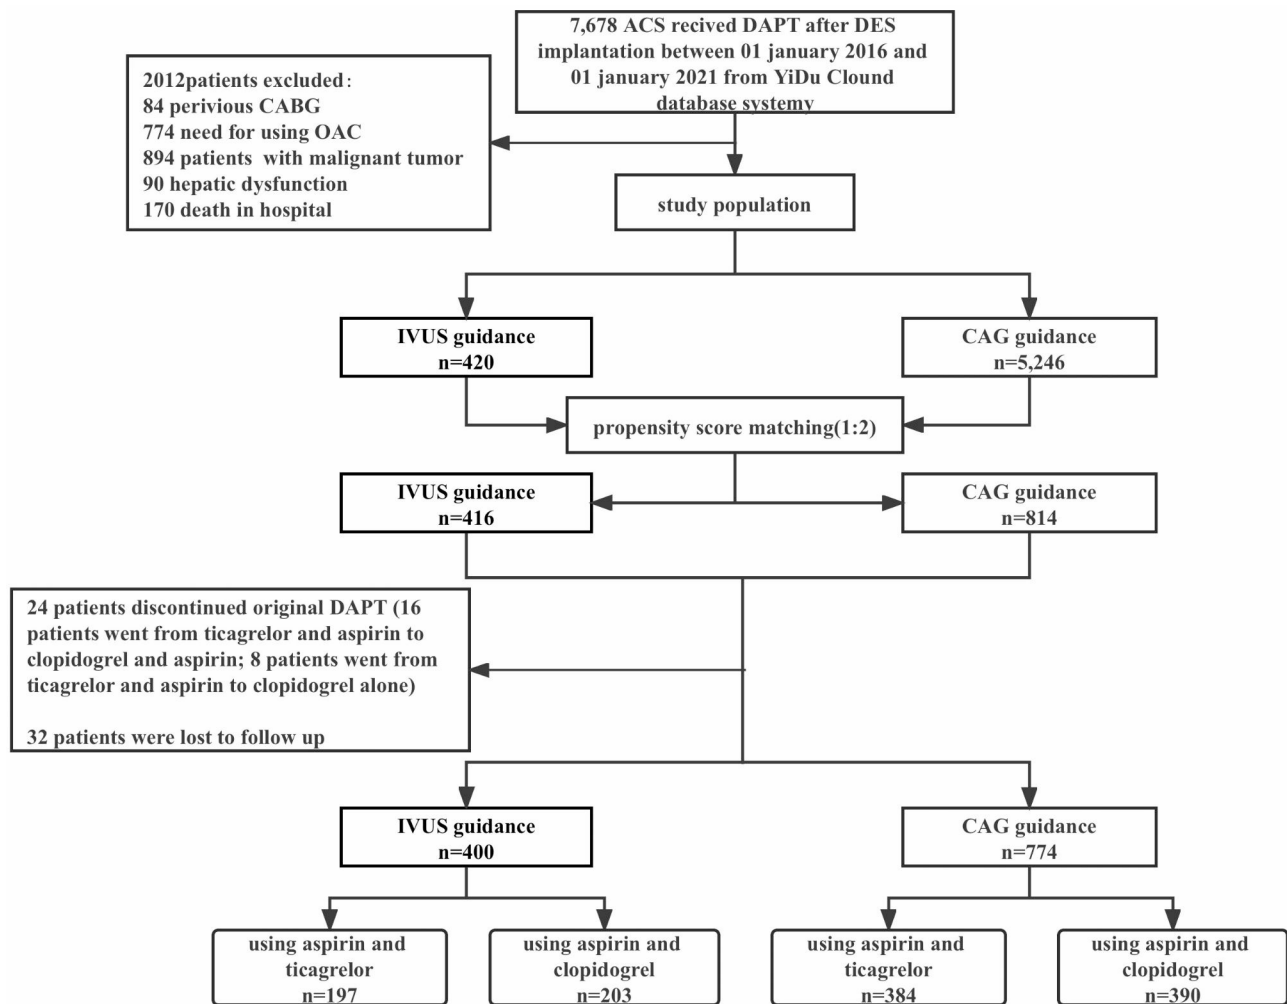 7,678 ACS recived DAPT after DES
implantation between 01 january 2016 and
01 january 2021 from YiDu Clound
database systemy
2012patients excluded:
84 perivious CABG
774 need for using OAC
894 patients with malignant tumor
90 hepatic dysfunction
170 death in hospital
study population
IVUS guidance
n=420
CAG guidance
n=5,246
propensity score matching(1:2)
IVUS guidance
n=416
CAG guidance
n=814
24 patients discontinued original DAPT (16
patients went from ticagrelor and aspirin to
clopidogrel and aspirin; 8 patients went from
ticagrelor and aspirin to clopidogrel alone)
32 patients were lost to follow up
IVUS guidance
n=400
CAG guidance
n=774
using aspirin and
ticagrelor
n=197
using aspirin and
clopidogrel
n=203
using aspirin and
ticagrelor
n=384
using aspirin and
clopidogrel
n=390